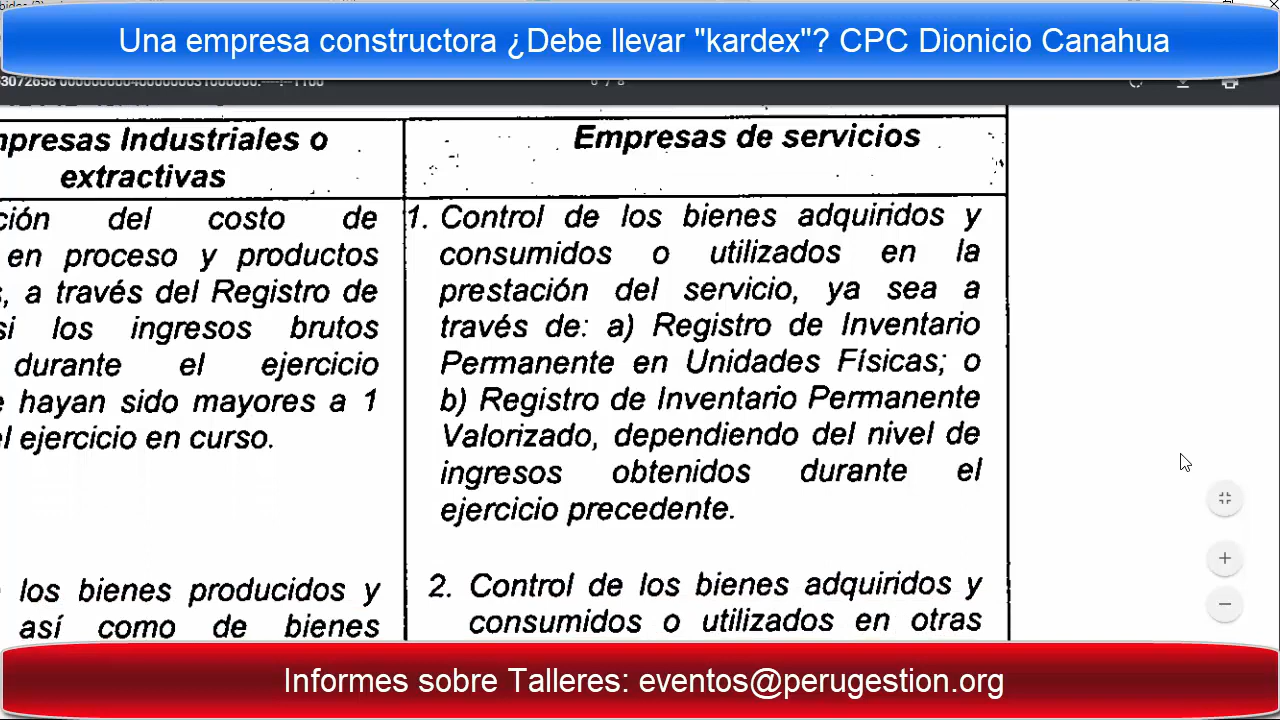 Una empresa constructora ¿Debe llevar "kardex"? CPC Dionicio Canahua
Industriales o
extractivas
del costo de
en proceso y productos
a través del Registro de
los ingresos brutos
durante el ejercicio
hayan sido mayores a 1
ejercicio en curso.
los bienes producidos y
así como de bienes
Empresas de servicios
1. Control de los bienes adquiridos y
consumidos o utilizados en la
prestación del servicio, ya sea a
través de: a) Registro de Inventario
Permanente en Unidades Físicas; o
b) Registro de Inventario Permanente
Valorizado, dependiendo del nivel de
ingresos obtenidos durante el
ejercicio precedente.
2. Control de los bienes adquiridos y
consumidos o utilizados en otras
Informes sobre Talleres: eventos@perugestion.org